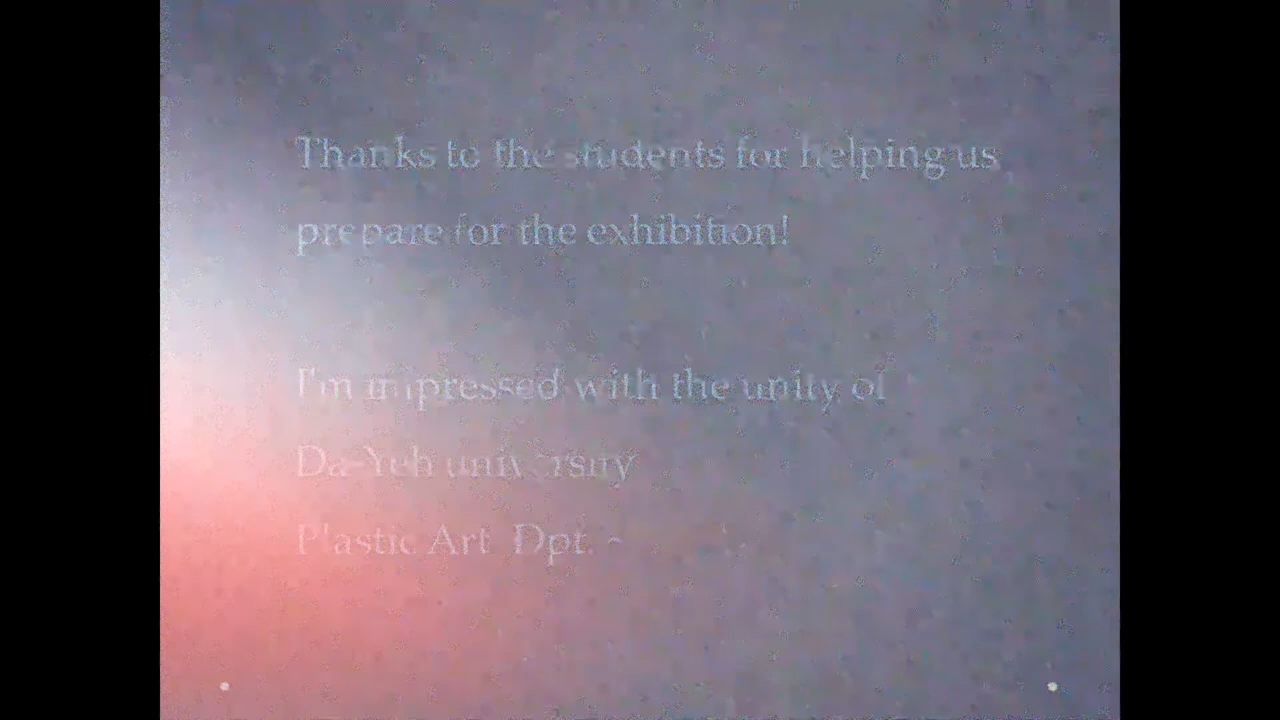 Thanks to the students for helping us
prepare for the exhibition!
I'm impressed with the unity of
Da-Yeh university
Plastic Art Dpt. ~